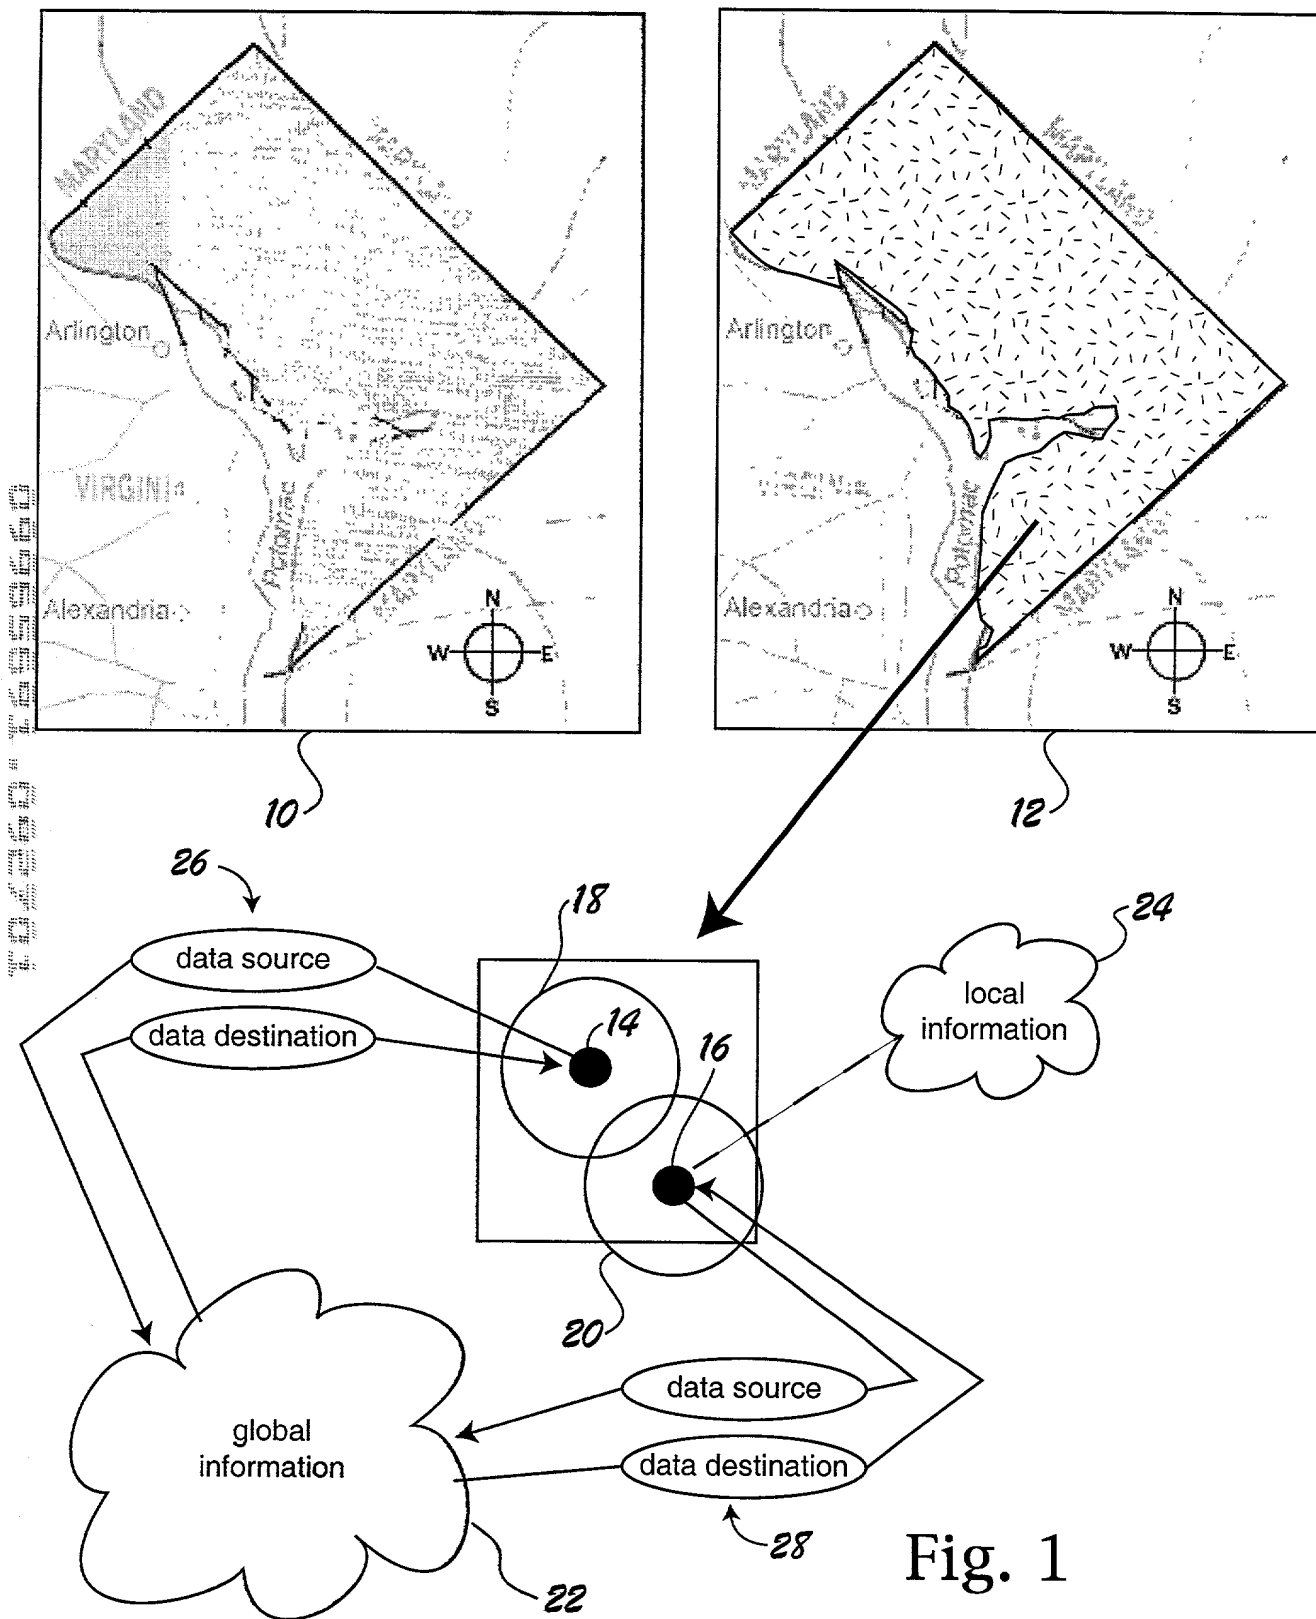 MARYLAND
MARYLAND
Arlington
Arlington
VIRGINIA
Potomac
Potomac
Alexandria
Alexandria
MARYLAND
N
W
E
S
N
W
E
S
10
12
26
18
24
data source
data destination
14
16
local
information
20
data source
global
information
data destination
28
22
Fig. 1